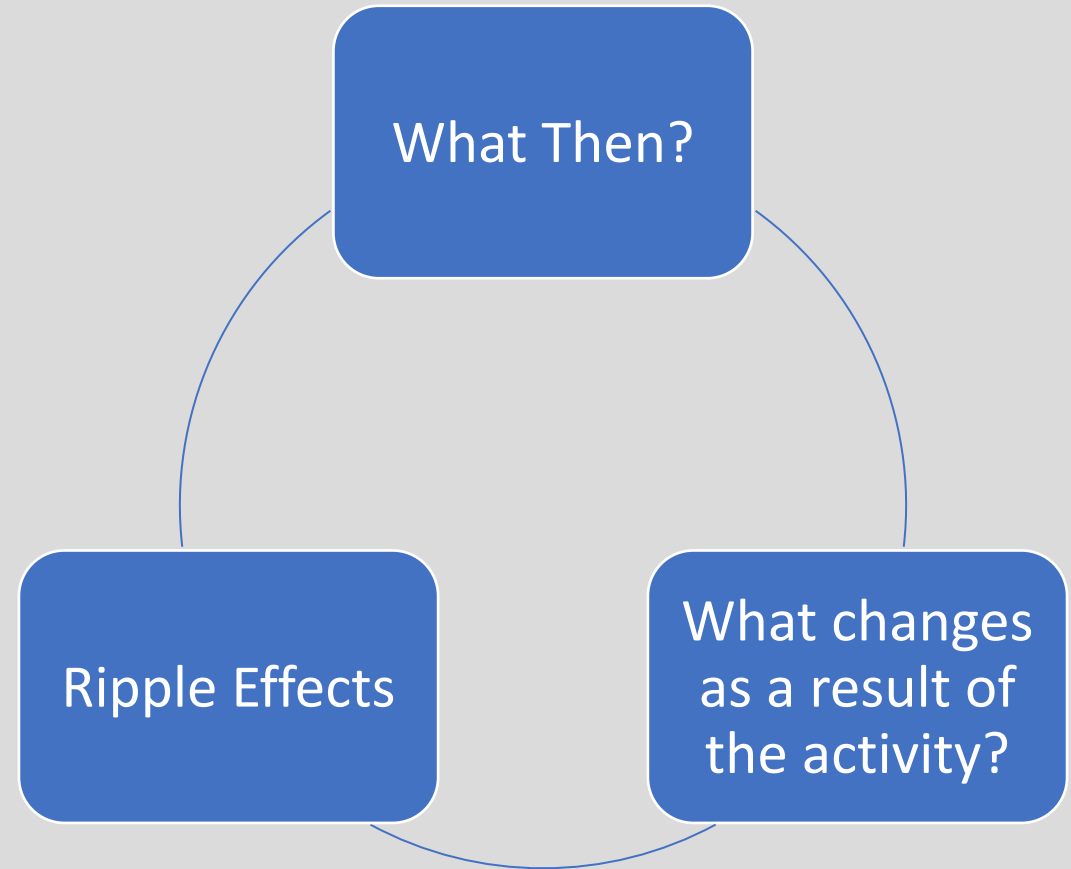 What Then?
What changes
as a result of
the activity?
Ripple Effects